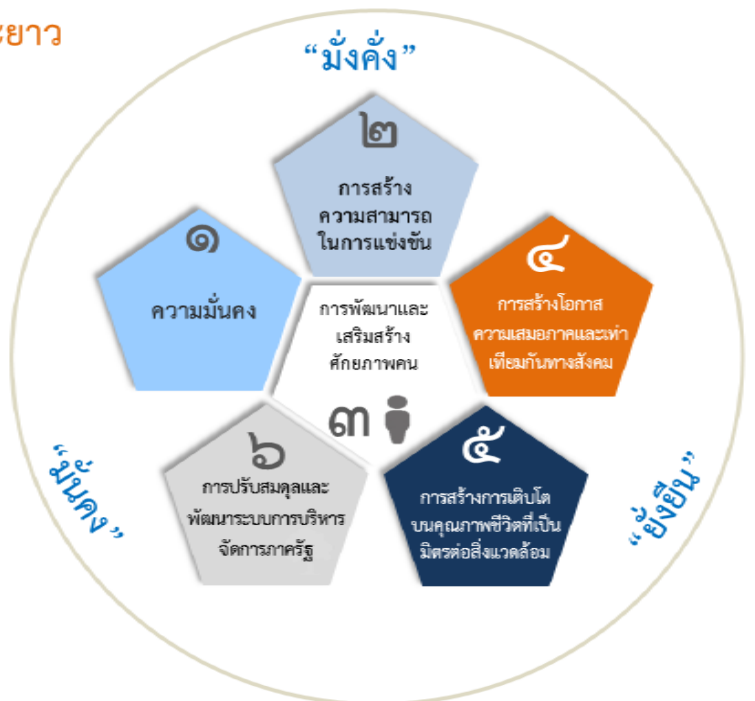 ะยาว
“มั่งคั่ง”
๒
การสร้าง
ความสามารถ
ในการแข่งขัน
๑
ความมั่นคง
๔
การสร้างโอกาส
ความเสมอภาคและเท่า
เทียมกันทางสังคม
การพัฒนาและ
เสริมสร้าง
ศักยภาพคน
๓
๖
การปรับสมดุลและ
พัฒนาระบบการบริหาร
จัดการภาครัฐ
๕
การสร้างการเติบโต
บนคุณภาพชีวิตที่เป็น
มิตรต่อสิ่งแวดล้อม
“มั่นคง”
“ยั่งยืน”